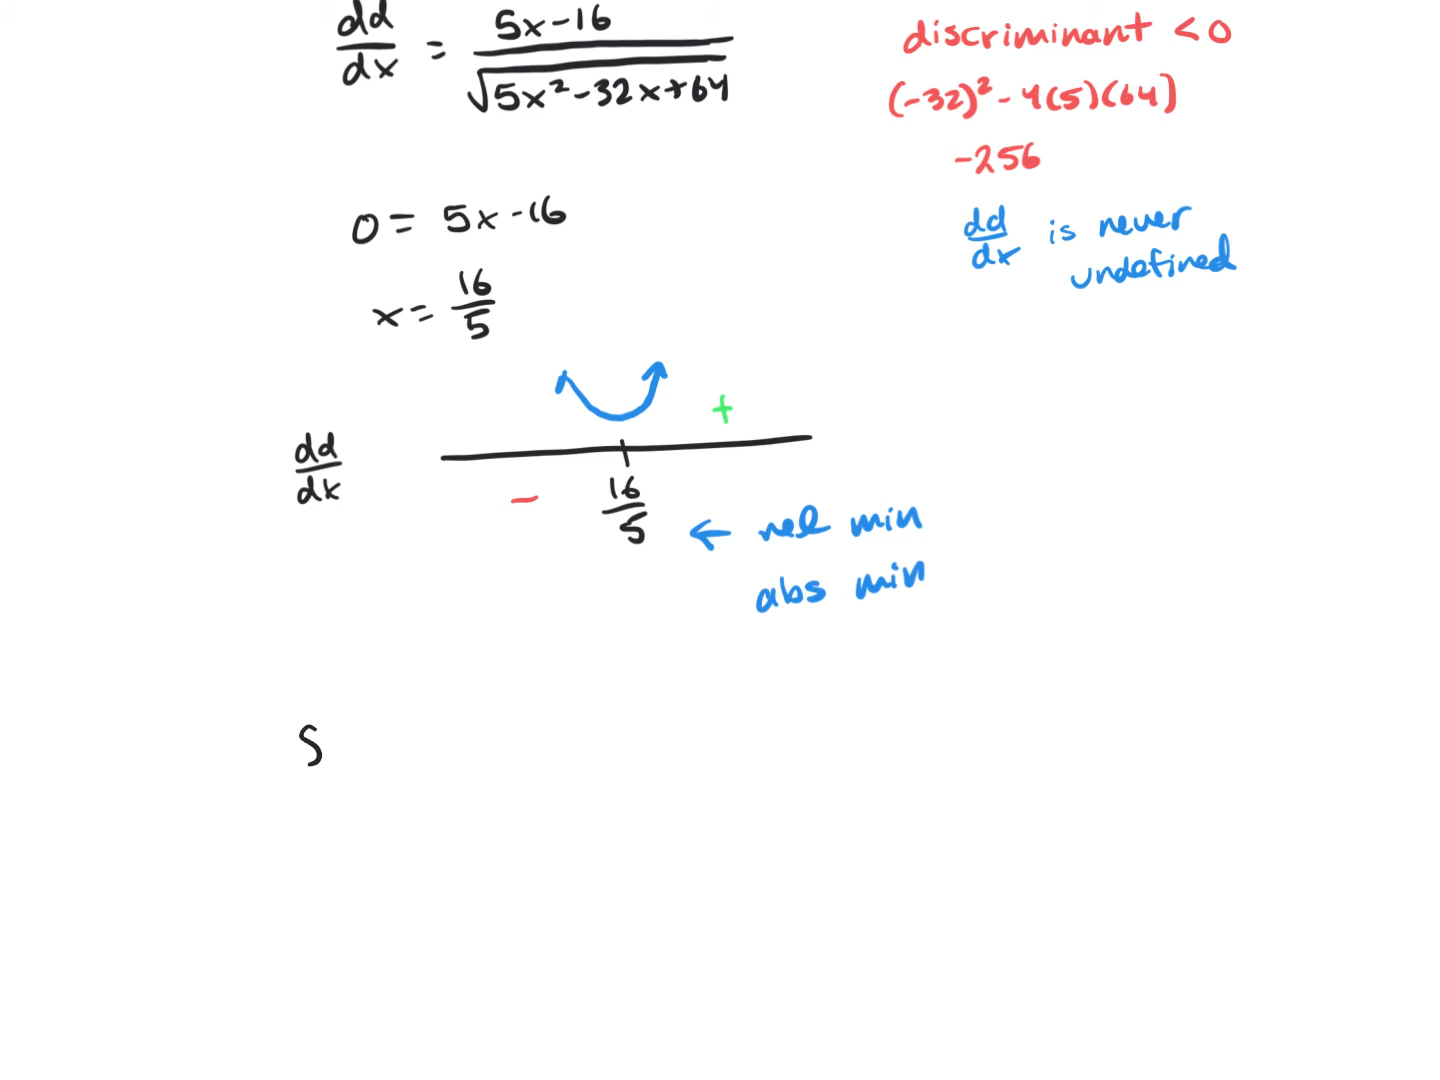 dd/dx = 5x-16/√5x²-32x+64
discriminant < 0
(-32)² - 4(5)(64)
-256
dd/dx is never
undefined
0 = 5x-16
x = 16/5
+
dd/dx
- 16/5 ← rel min
abs min
S